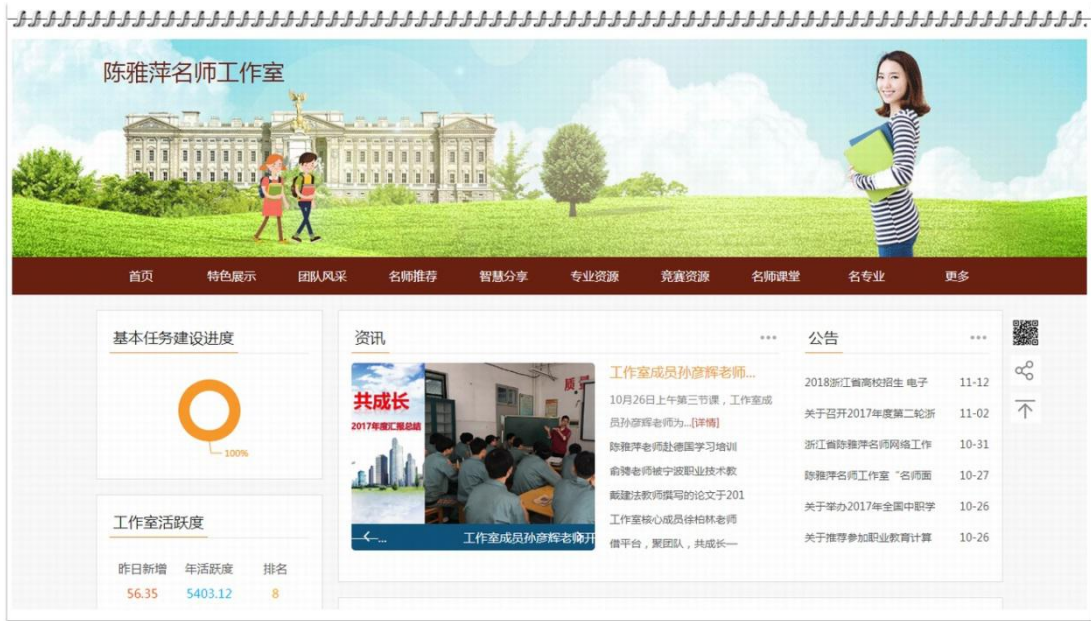 陈雅萍名师工作室
首页 特色展示 团队风采 名师推荐 智慧分享 专业资源 竞赛资源 名师课堂 名专业 更多
基本任务建设进度
100%
工作室活跃度
昨日新增 年活跃度 排名
56.35 5403.12 8
资讯
共成长
2017年度汇报总结
质
...
工作室成员孙彦辉老师开
工作室成员孙彦辉老师...
10月26日上午第三节课，工作室成
员孙彦辉老师为...[详情]
陈雅萍老师赴德国学习培训
俞骋老师被宁波职业技术教
戴建法教师撰写的论文于201
工作室核心成员徐柏林老师
借平台，聚团队，共成长—
公告
2018浙江省高校招生 电子 11-12
关于召开2017年度第二轮浙 11-02
浙江省陈雅萍名师网络工作 10-31
陈雅萍名师工作室“名师面 10-27
关于举办2017年全国中职学 10-26
关于推荐参加职业教育计算 10-26